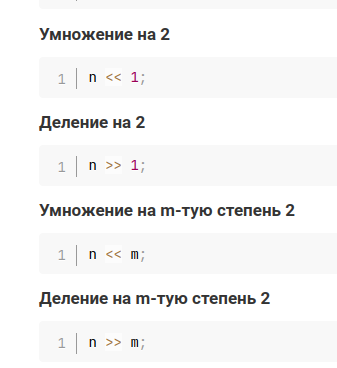 Умножение на 2
1 n << 1;
Деление на 2
1 n >> 1;
Умножение на m-тую степень 2
1 n << m;
Деление на m-тую степень 2
1 n >> m;